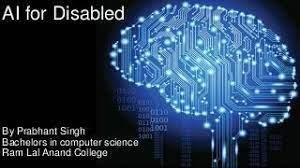 AI for Disabled
By Prabhant Singh
Bachelors in computer science
Ram Lal Anand College